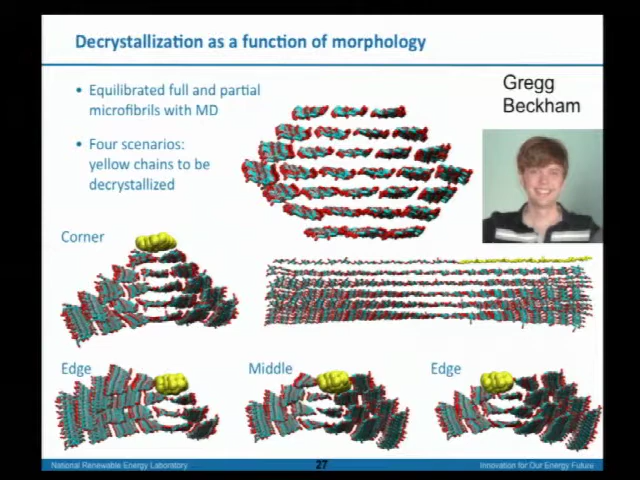 Decrystallization as a function of morphology
• Equilibrated full and partial
microfibrils with MD
• Four scenarios:
yellow chains to be
decrystallized
Gregg
Beckham
Corner
Edge
Middle
Edge
National Renewable Energy Laboratory
27
Innovation for Our Energy Future